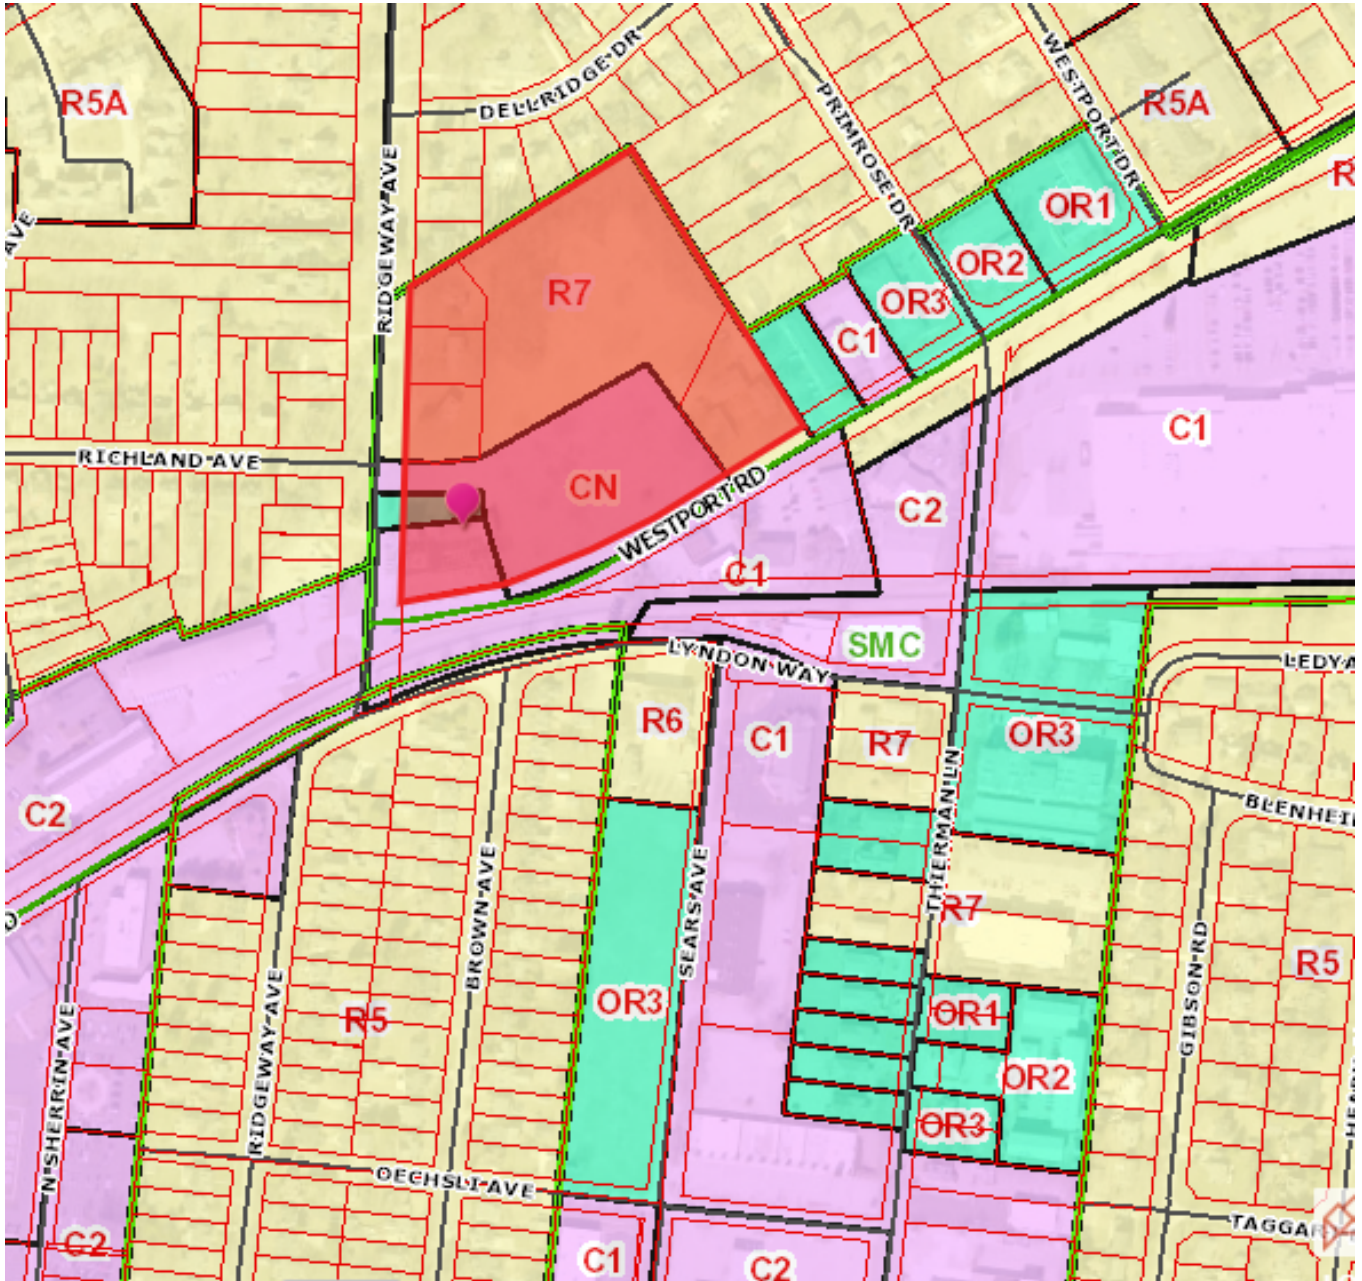 DELLRIDGE DR
WESTPORT DR
R5A
R5A
PRIMROSE DR
RIDGEWAY AVE
R
OR1
AVE
OR2
R7
OR3
C1
C1
RICHLAND AVE
CN
WESTPORT RD
C2
C1
SMC
LYNDON WAY
LEDYA
R6
C1
R7
OR3
THIERMAN LN
C2
BLENHEI
BROWN AVE
SEARS AVE
R7
D
R5
GIBSON RD
OR3
R5
OR1
RIDGEWAY AVE
N SHERRIN AVE
OR2
OR3
OECHSLI AVE
TAGGAR
C2
C1
C2